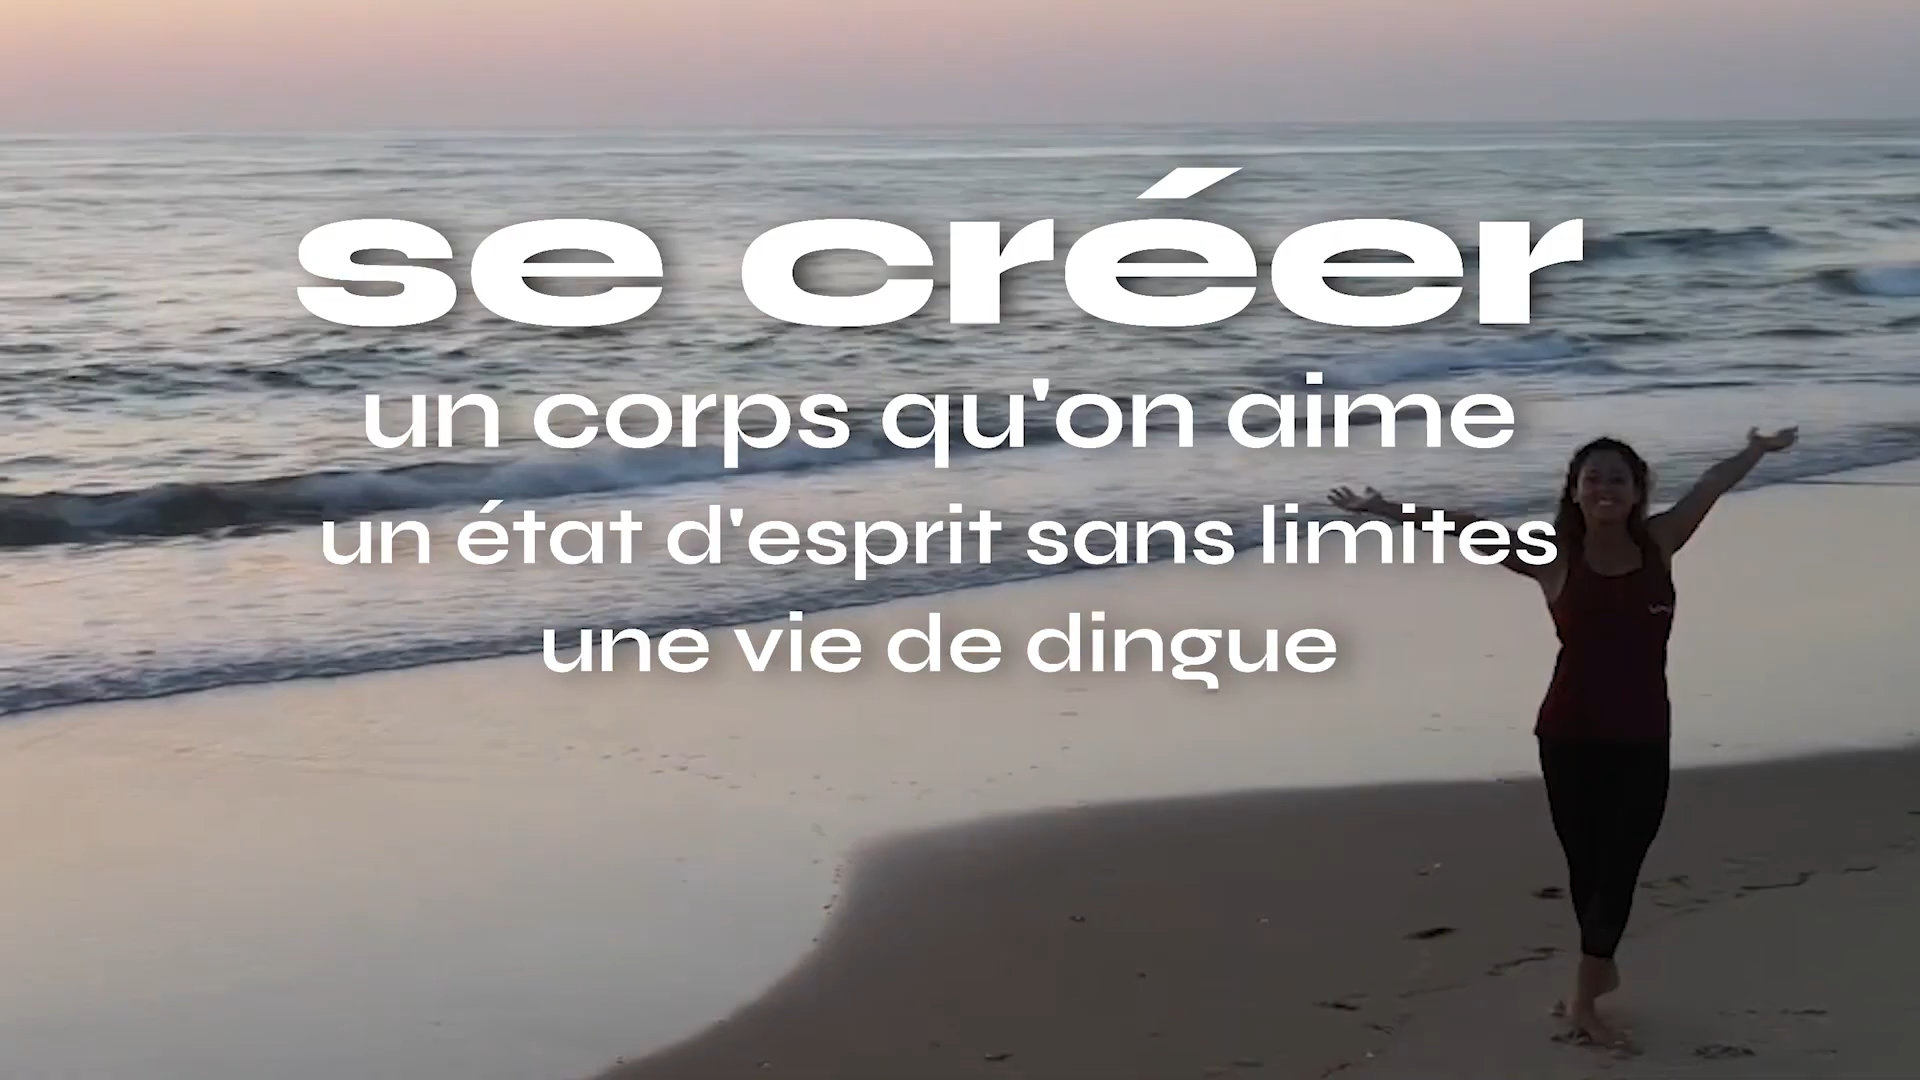 se créer
un corps qu'on aime
un état d'esprit sans limites
une vie de dingue